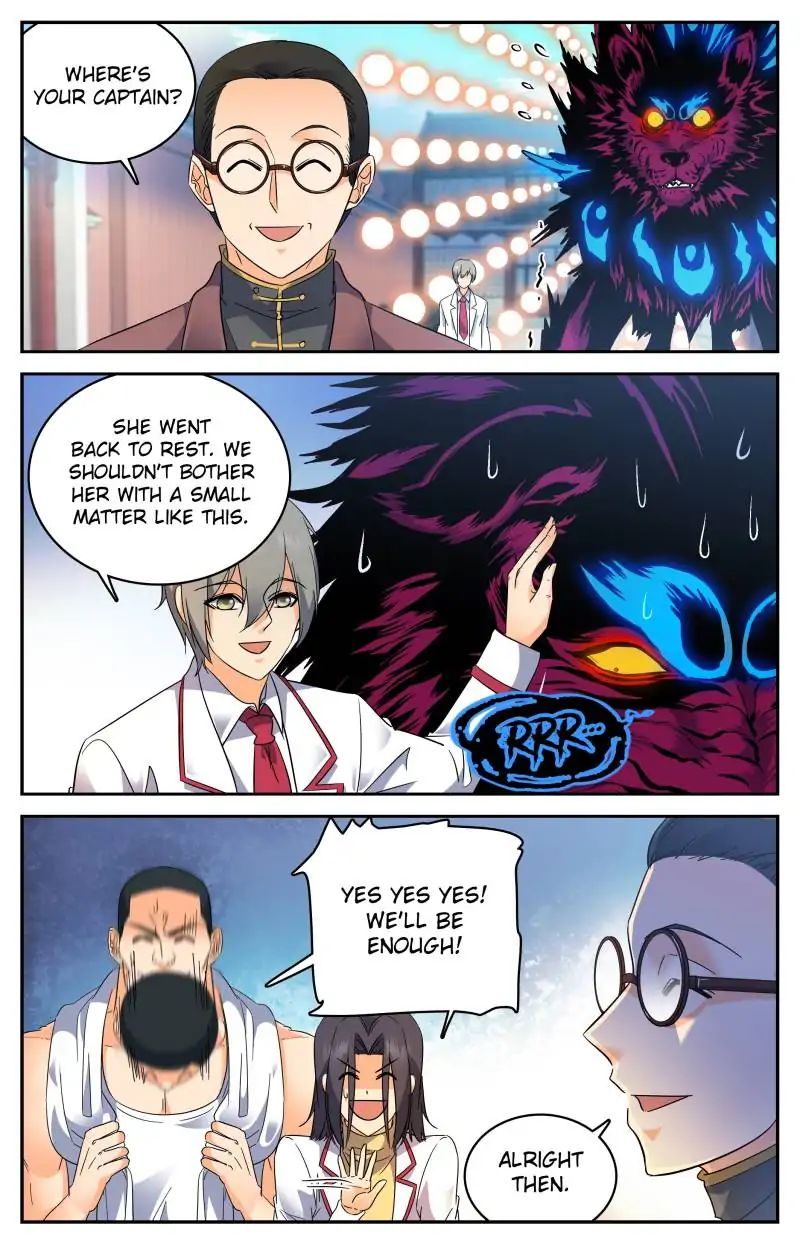 WHERE'S
YOUR CAPTAIN?
SHE WENT
BACK TO REST. WE
SHOULDN'T BOTHER
HER WITH A SMALL
MATTER LIKE THIS.
RRR...
YES YES YES!
WE'LL BE
ENOUGH!
ALRIGHT
THEN.